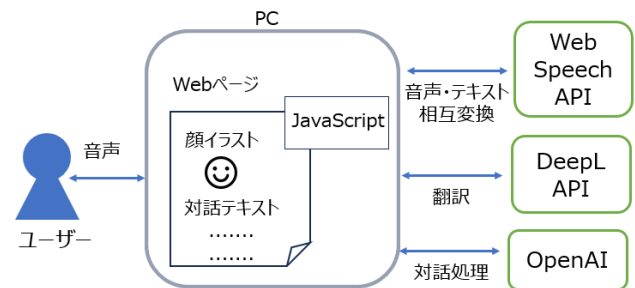 PC
Webページ
JavaScript
顔イラスト
対話テキスト
.......
.......
音声
ユーザー
音声・テキスト
相互変換
Web
Speech
API
翻訳
DeepL
API
対話処理
OpenAI